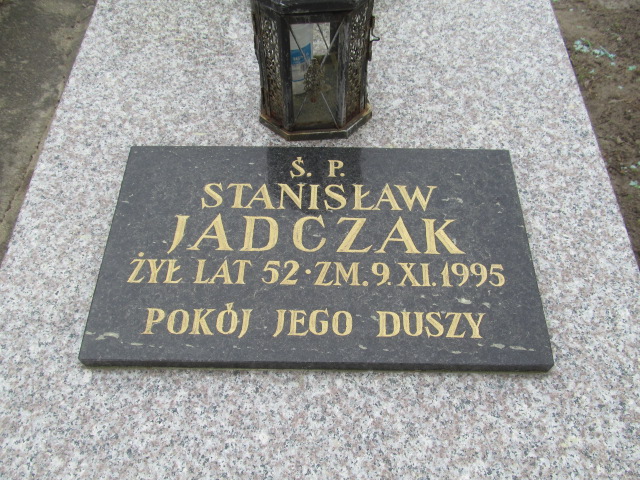 Ś. P.
STANISŁAW
JADCZAK
ŻYŁ LAT 52·ZM. 9. XI. 1995
POKÓJ JEGO DUSZY